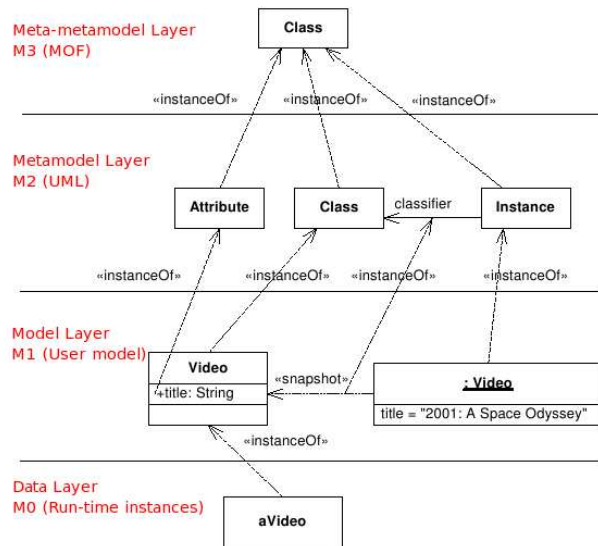 Meta-metamodel Layer
M3 (MOF)
Class
«instanceOf» «instanceOf» «instanceOf»
Metamodel Layer
M2 (UML)
Attribute
Class
classifier
Instance
«instanceOf» «instanceOf» «instanceOf» «instanceOf»
Model Layer
M1 (User model)
Video
+title: String
«snapshot»
: Video
title = "2001: A Space Odyssey"
«instanceOf»
Data Layer
M0 (Run-time instances)
aVideo